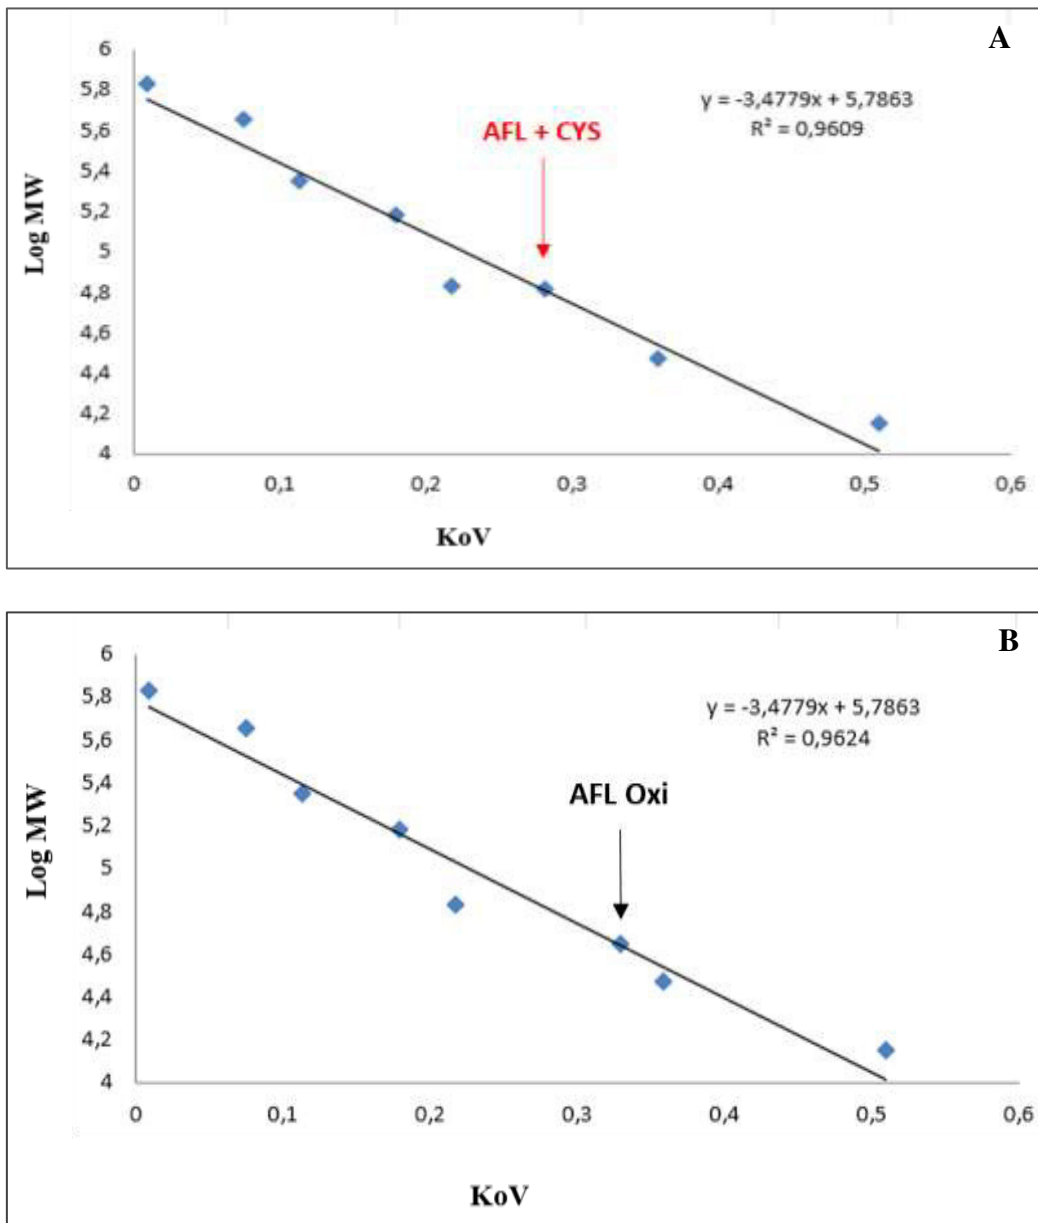 A
y = -3,4779x + 5,7863
R² = 0,9609
AFL + CYS
Log MW
6
5,8
5,6
5,4
5,2
5
4,8
4,6
4,4
4,2
4
0 0,1 0,2 0,3 0,4 0,5 0,6
KoV
B
y = -3,4779x + 5,7863
R² = 0,9624
AFL Oxi
Log MW
6
5,8
5,6
5,4
5,2
5
4,8
4,6
4,4
4,2
4
0 0,1 0,2 0,3 0,4 0,5 0,6
KoV